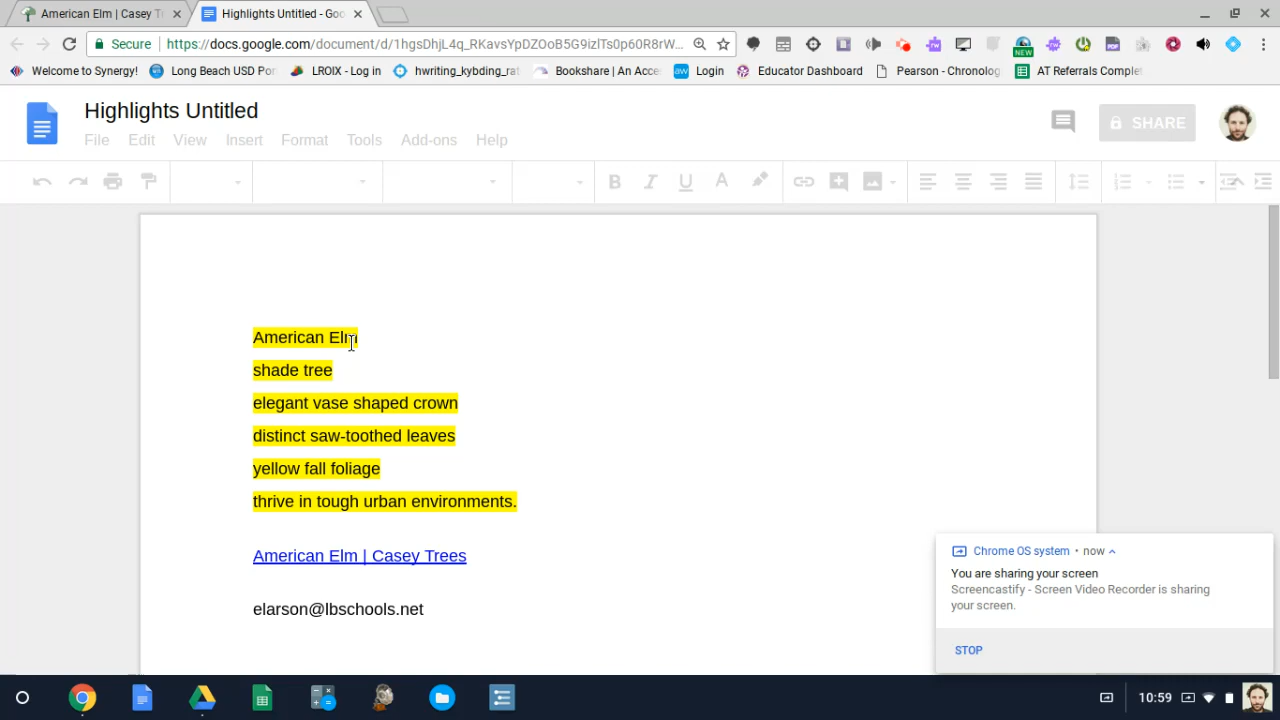 American Elm | Casey Tr
Highlights Untitled - Goo
Secure
https://docs.google.com/document/d/1hgsDhjL4q_RKavsYpDZOoB5G9izlTs0p60R8rW...
NEW
Welcome to Synergy!
Long Beach USD Por
ROIX - Log in
hwriting_kybding_rat
Bookshare | An Acce
aw
Login
Educator Dashboard
Pearson - Chronolog
AT Referrals Complet
Highlights Untitled
SHARE
File Edit View Insert Format Tools Add-ons Help
B I U A
American Elm
shade tree
elegant vase shaped crown
distinct saw-toothed leaves
yellow fall foliage
thrive in tough urban environments.
American Elm | Casey Trees
elarson@lbschools.net
Chrome OS system • now
You are sharing your screen
Screencastify - Screen Video Recorder is sharing
your screen.
STOP
10:59